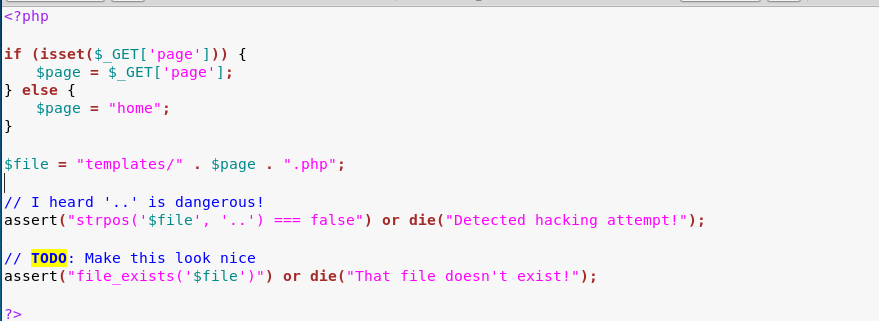 <?php
if (isset($_GET['page'])) {
$page = $_GET['page'];
} else {
$page = "home";
}
$file = "templates/" . $page . ".php";
// I heard '..' is dangerous!
assert("strpos('$file', '..') === false") or die("Detected hacking attempt!");
// TODO: Make this look nice
assert("file_exists('$file')") or die("That file doesn't exist!");
?>